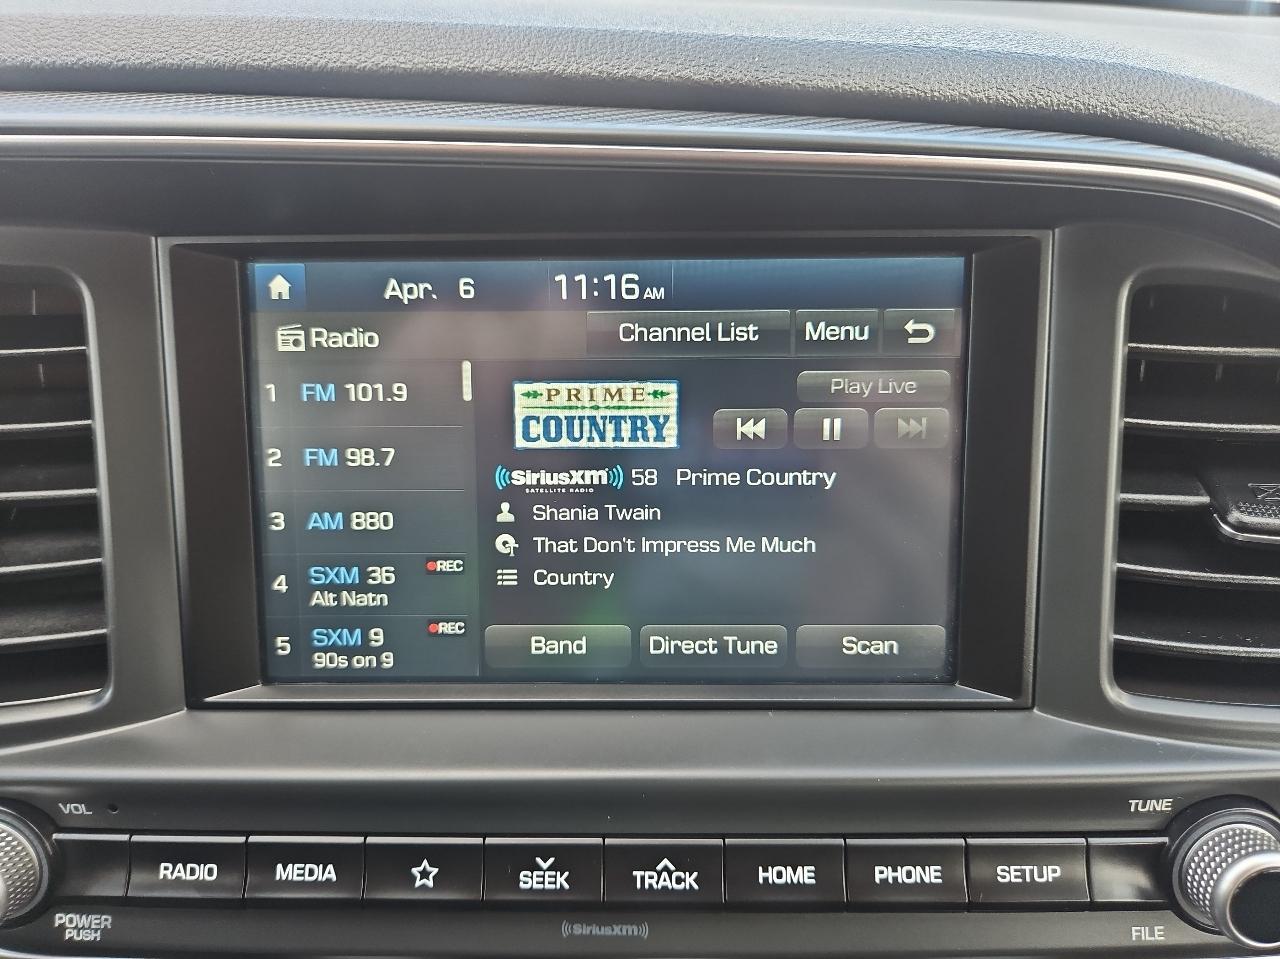 Apr. 6 11:16 AM
Radio Channel List Menu
1 FM 101.9
2 FM 98.7
3 AM 880
4 SXM 36 REC
Alt Natn
5 SXM 9 REC
90s on 9
PRIME
COUNTRY
Play Live
((SiriusXM)) 58 Prime Country
SATELLITE RADIO
Shania Twain
That Don't Impress Me Much
Country
Band Direct Tune Scan
VOL TUNE
RADIO MEDIA SEEK TRACK HOME PHONE SETUP
POWER
PUSH
((SiriusXM))
FILE